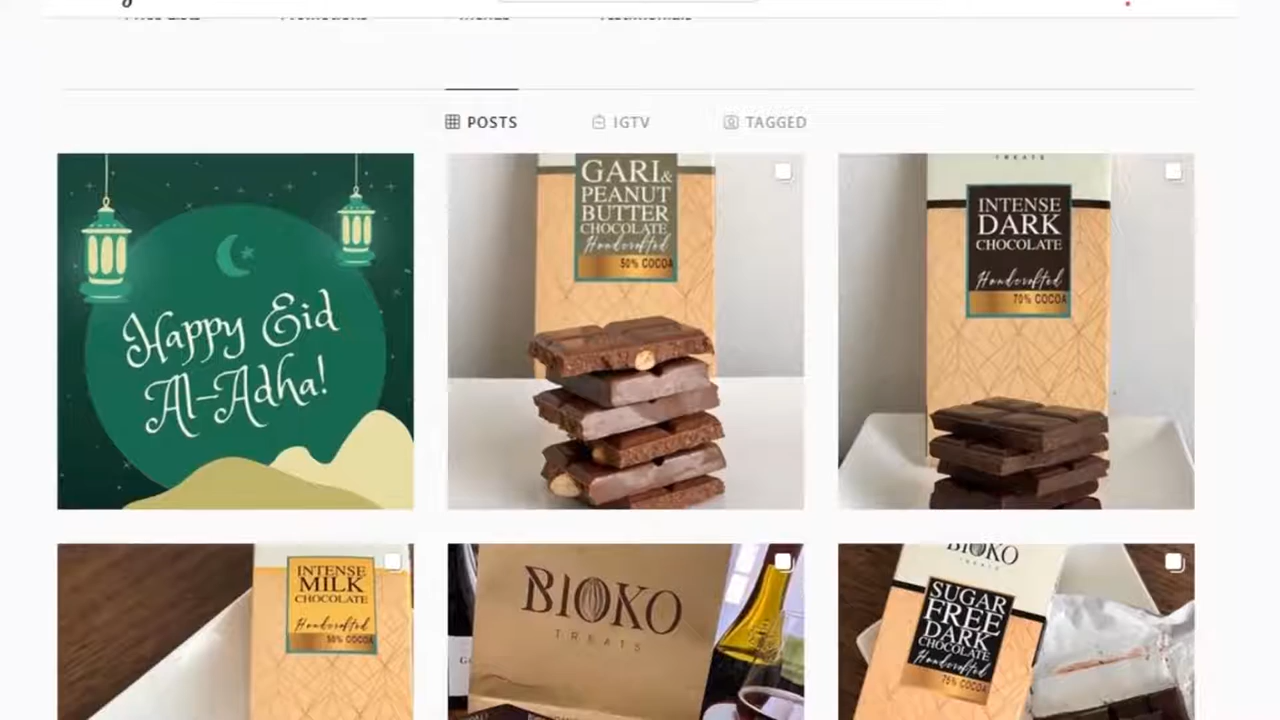 POSTS
IGTV
TAGGED
Happy Eid
Al-Adha!
GARI&
PEANUT
BUTTER
CHOCOLATE
Handcrafted
50% COCOA
TREATS
INTENSE
DARK
CHOCOLATE
Handcrafted
70% COCOA
INTENSE
MILK
CHOCOLATE
Handcrafted
50% COCOA
BIOKO
TREATS
BIOKO
SUGAR
FREE
DARK
CHOCOLATE
Handcrafted
75% COCOA